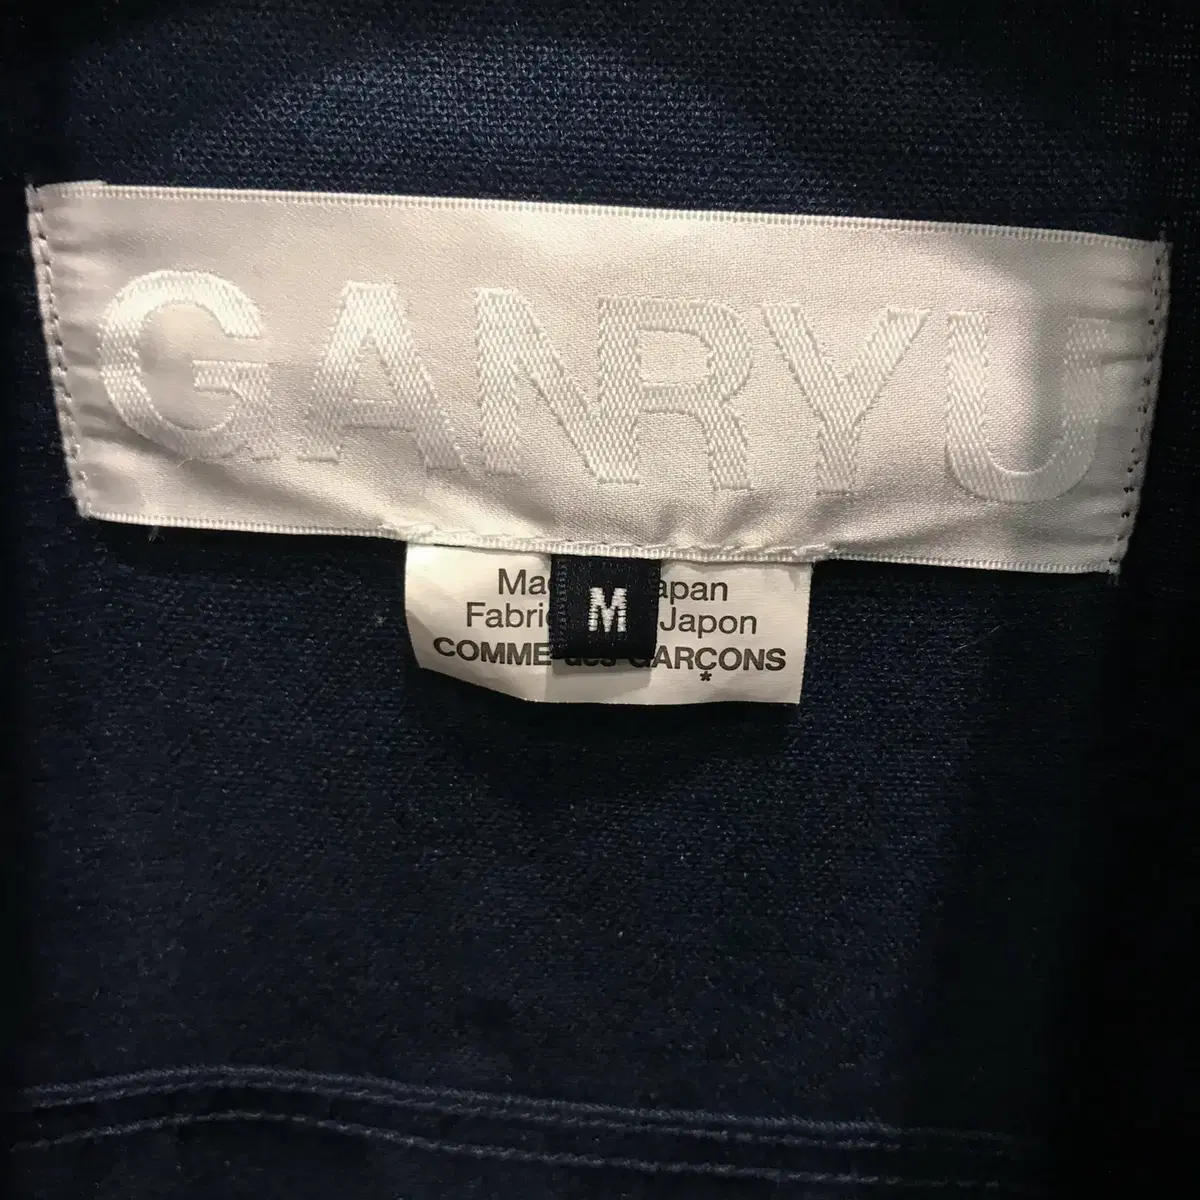 GANRYU
Made in Japan
Fabriqué au Japon
COMME des GARÇONS
*
M